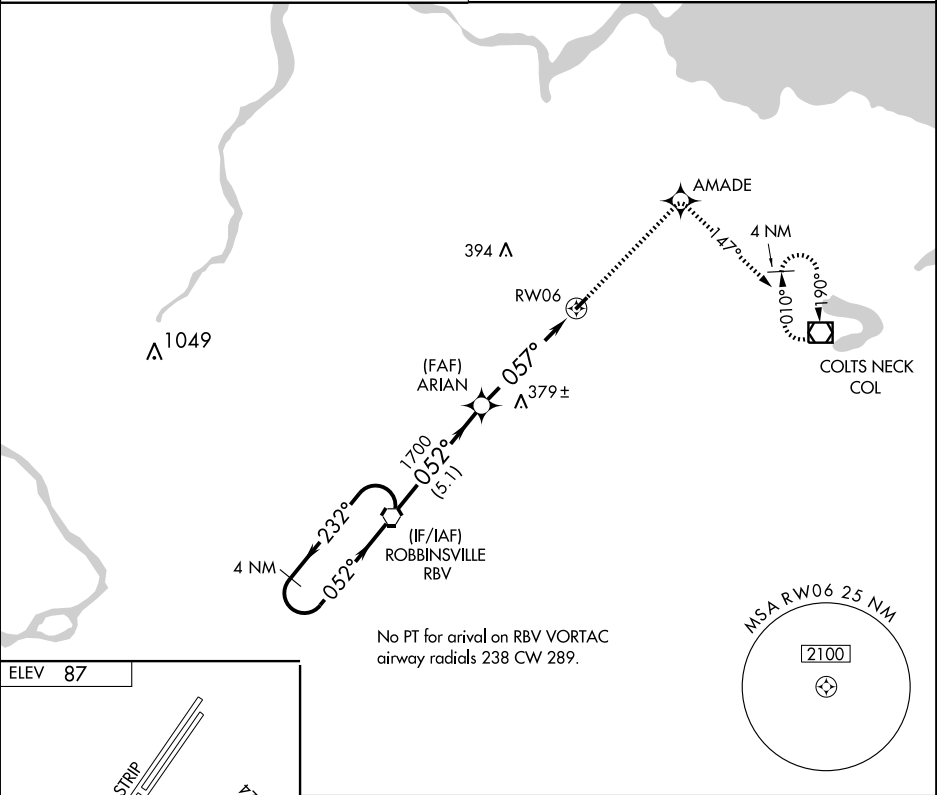 AMADE
147°
4 NM
394
RW06
010°
190°
1049
COLTS NECK
COL
(FAF)
ARIAN
057°
379±
1700
052°
(5.1)
232°
(IF/IAF)
ROBBINSVILLE
RBV
4 NM
052°
No PT for arival on RBV VORTAC
airway radials 238 CW 289.
MSA RW06 25 NM
2100
ELEV 87
STRIP